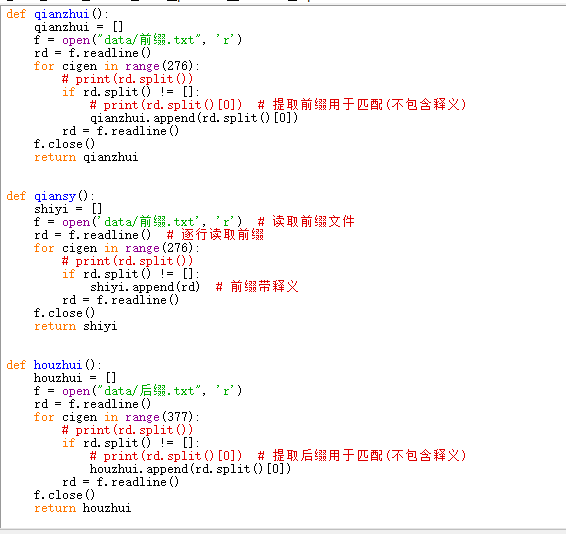 def qianzhui():
    qianzhui = []
    f = open("data/前缀.txt", 'r')
    rd = f.readline()
    for cigen in range(276):
        # print(rd.split())
        if rd.split() != []:
            # print(rd.split()[0])  # 提取前缀用于匹配(不包含释义)
            qianzhui.append(rd.split()[0])
        rd = f.readline()
    f.close()
    return qianzhui
def qiansy():
    shiyi = []
    f = open('data/前缀.txt', 'r')  # 读取前缀文件
    rd = f.readline()  # 逐行读取前缀
    for cigen in range(276):
        # print(rd.split())
        if rd.split() != []:
            shiyi.append(rd)  # 前缀带释义
        rd = f.readline()
    f.close()
    return shiyi
def houzhui():
    houzhui = []
    f = open("data/后缀.txt", 'r')
    rd = f.readline()
    for cigen in range(377):
        # print(rd.split())
        if rd.split() != []:
            # print(rd.split()[0])  # 提取后缀用于匹配(不包含释义)
            houzhui.append(rd.split()[0])
        rd = f.readline()
    f.close()
    return houzhui